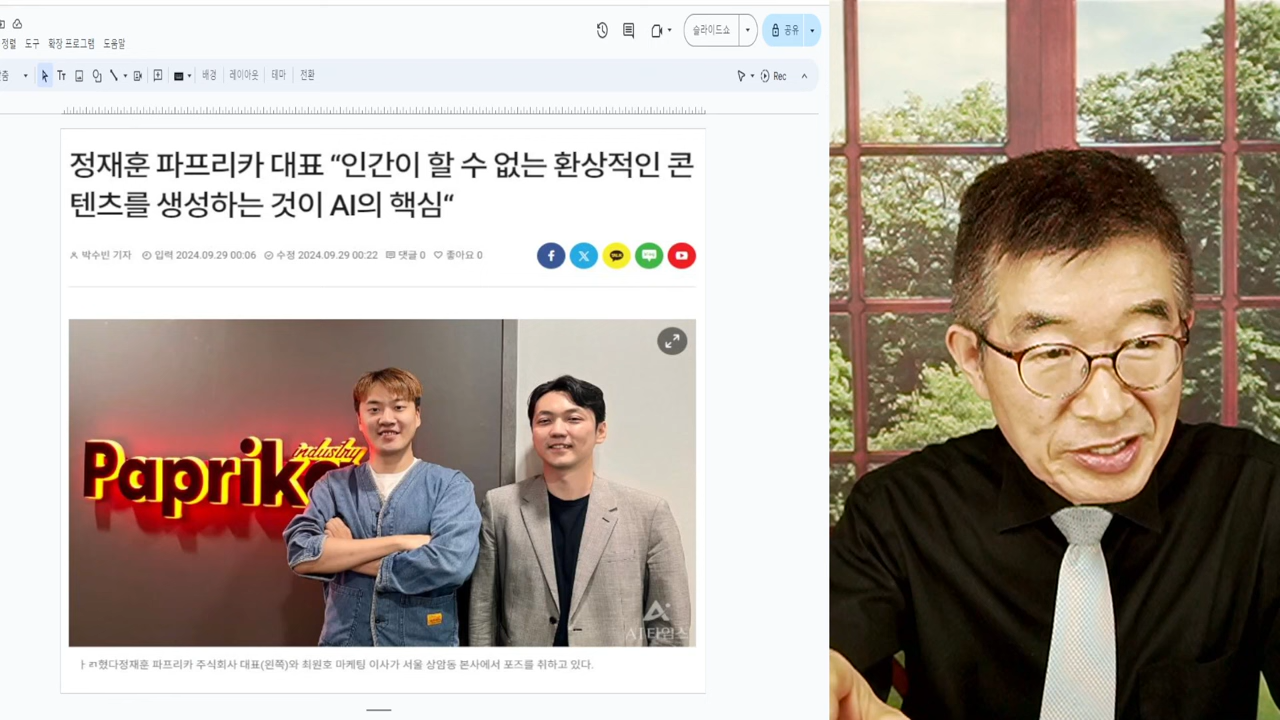 정렬 도구 확장 프로그램 도움말
슬라이드쇼
공유
Tт
배경 레이아웃 테마 전환
Rec
정재훈 파프리카 대표 “인간이 할 수 없는 환상적인 콘
텐츠를 생성하는 것이 AI의 핵심“
박수빈 기자 입력 2024.09.29 00:06 수정 2024.09.29 00:22 댓글 0 좋아요 0
TALK
industry
Paprika
AI 타임스
ㅏㄺ혔다정재훈 파프리카 주식회사 대표(왼쪽)와 최원호 마케팅 이사가 서울 상암동 본사에서 포즈를 취하고 있다.